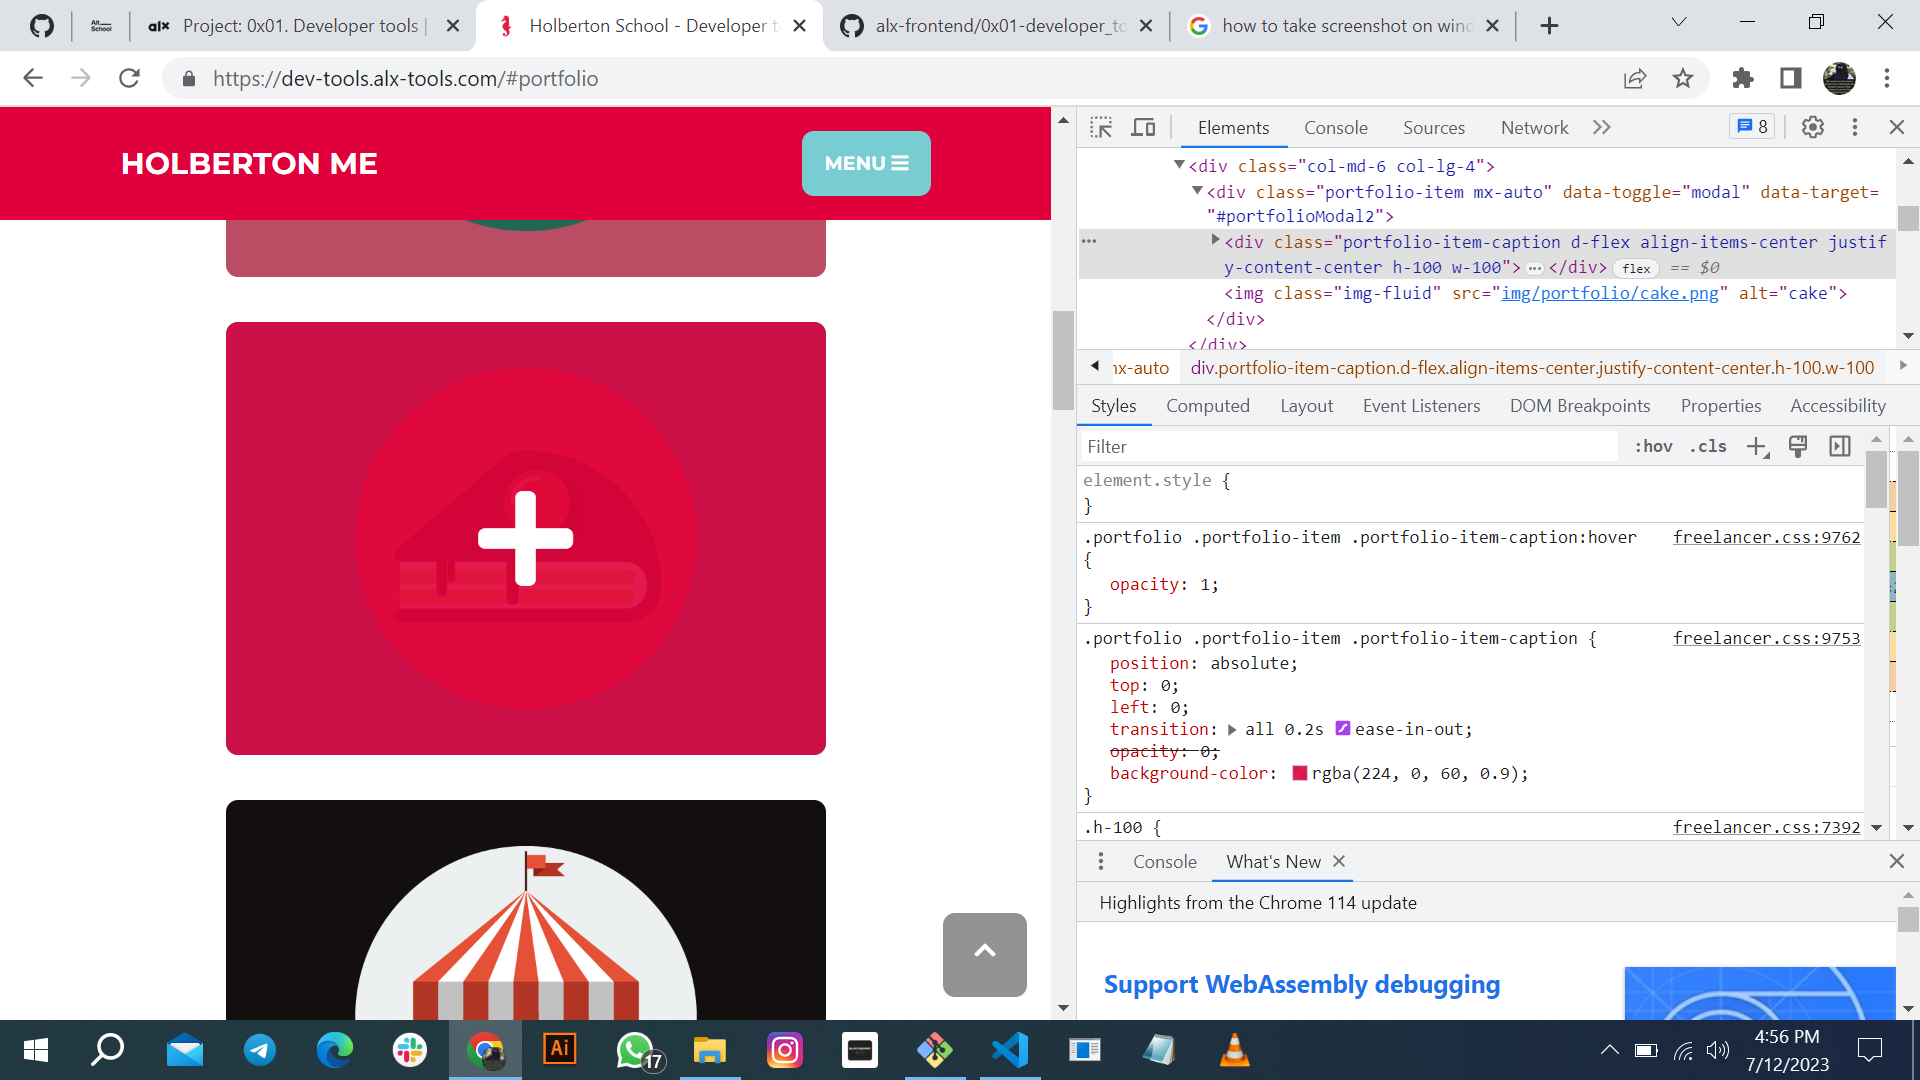 Alt School
alx Project: 0x01. Developer tools |
Holberton School - Developer to
alx-frontend/0x01-developer_to
how to take screenshot on wind
https://dev-tools.alx-tools.com/#portfolio
HOLBERTON ME
MENU
Elements Console Sources Network 8
<div class="col-md-6 col-lg-4">
<div class="portfolio-item mx-auto" data-toggle="modal" data-target=
"#portfolioModal2">
<div class="portfolio-item-caption d-flex align-items-center justif
y-content-center h-100 w-100"> … </div> flex == $0
<img class="img-fluid" src="img/portfolio/cake.png" alt="cake">
</div>
</div>
mx-auto div.portfolio-item-caption.d-flex.align-items-center.justify-content-center.h-100.w-100
Styles Computed Layout Event Listeners DOM Breakpoints Properties Accessibility
Filter :hov .cls
element.style {
}
.portfolio .portfolio-item .portfolio-item-caption:hover freelancer.css:9762
{
opacity: 1;
}
.portfolio .portfolio-item .portfolio-item-caption { freelancer.css:9753
position: absolute;
top: 0;
left: 0;
transition: all 0.2s ease-in-out;
opacity: 0;
background-color: rgba(224, 0, 60, 0.9);
}
.h-100 { freelancer.css:7392
Console What's New
Highlights from the Chrome 114 update
Support WebAssembly debugging
Ai
17
4:56 PM
7/12/2023